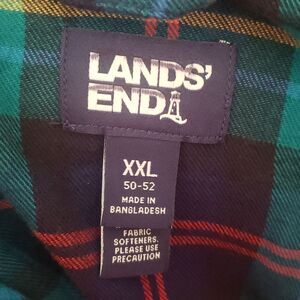 LANDS'
END
XXL
50-52
MADE IN
BANGLADESH
FABRIC
SOFTENERS.
PLEASE USE
PRECAUTION